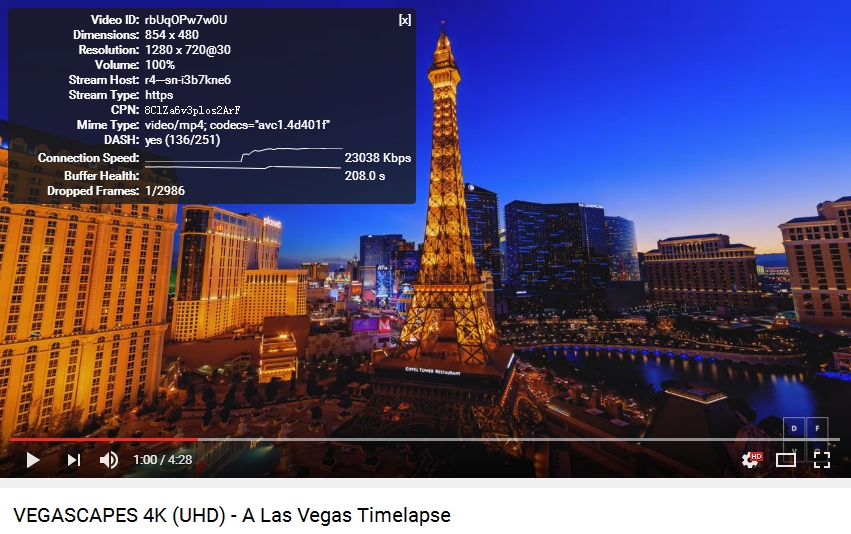 Video ID: rbUqOPw7w0U [x]
Dimensions: 854 x 480
Resolution: 1280 x 720@30
Volume: 100%
Stream Host: r4---sn-i3b7kne6
Stream Type: https
CPN: 8ClZa6v3plos2ArF
Mime Type: video/mp4; codecs="avc1.4d401f"
DASH: yes (136/251)
Connection Speed: 23038 Kbps
Buffer Health: 208.0 s
Dropped Frames: 1/2986
planet
EIFFEL TOWER RESTAURANT
D F
1:00 / 4:28
HD
VEGASCAPES 4K (UHD) - A Las Vegas Timelapse